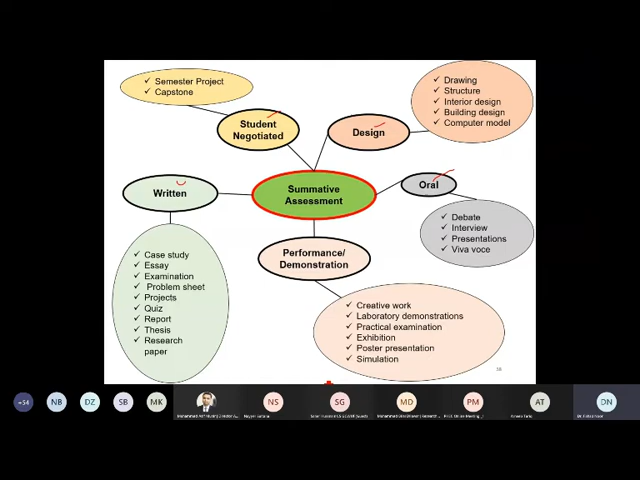 Semester Project
Capstone
Student
Negotiated
Design
Drawing
Structure
Interior design
Building design
Computer model
Written
Summative
Assessment
Oral
Debate
Interview
Presentations
Viva voce
Performance/
Demonstration
Case study
Essay
Examination
Problem sheet
Projects
Quiz
Report
Thesis
Research
paper
Creative work
Laboratory demonstrations
Practical examination
Exhibition
Poster presentation
Simulation
+54
NB
DZ
SB
MK
NS
SG
MD
PM
AT
DN